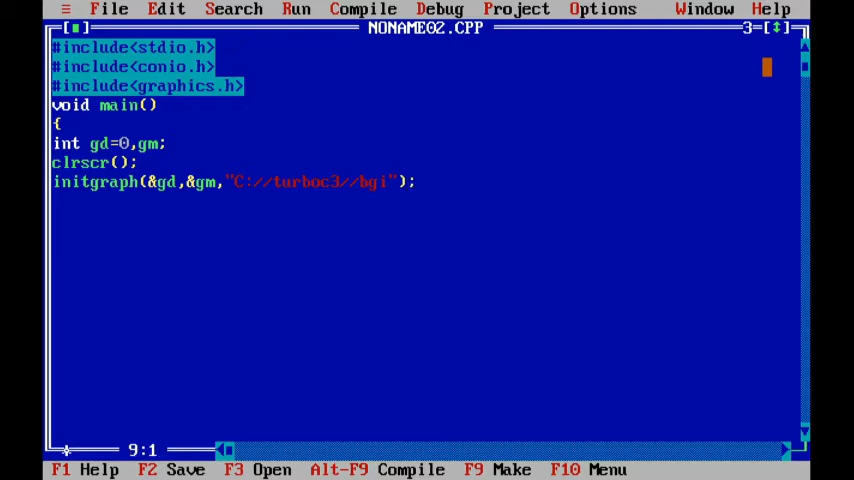 ≡ File Edit Search Run Compile Debug Project Options Window Help
[■] NONAME02.CPP 3=[↕]
#include<stdio.h>
#include<conio.h>
#include<graphics.h>
void main()
{
int gd=0,gm;
clrscr();
initgraph(&gd,&gm,"C://turboc3//bgi");
9:1
F1 Help F2 Save F3 Open Alt-F9 Compile F9 Make F10 Menu